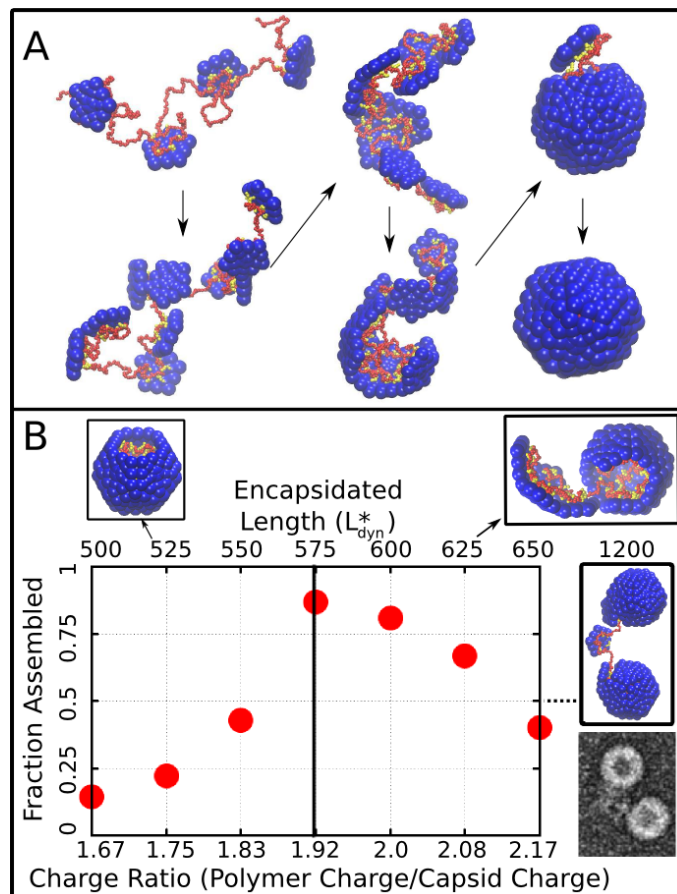 A
B
Encapsidated
Length (L*dyn)
500 525 550 575 600 625 650 1200
1
0.75
0.5
0.25
0
Fraction Assembled
1.67 1.75 1.83 1.92 2.0 2.08 2.17
Charge Ratio (Polymer Charge/Capsid Charge)